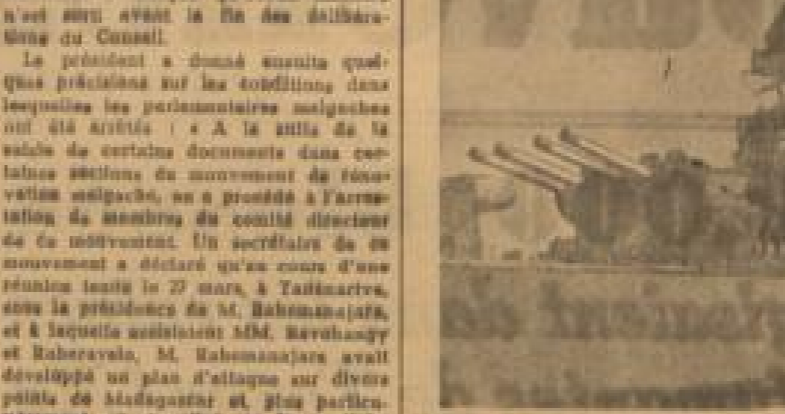 n'est sorti avant la fin des délibéra-
tions du Conseil.
Le président a donné ensuite quel-
ques précisions sur les conditions dans
lesquelles les parlementaires malgaches
ont été arrêtés : « A la suite de la
saisie de certains documents dans cer-
taines sections du mouvement de réno-
vation malgache, on a procédé à l'arres-
tation de membres du comité directeur
de ce mouvement. Un secrétaire de ce
mouvement a déclaré qu'au cours d'une
réunion tenue le 27 mars, à Tananarive,
sous la présidence de M. Rahemanajara,
et à laquelle assistaient MM. Ravohangy
et Raheravelo, M. Rahemanajara avait
développé un plan d'attaque sur divers
points de Madagascar et, plus particu-